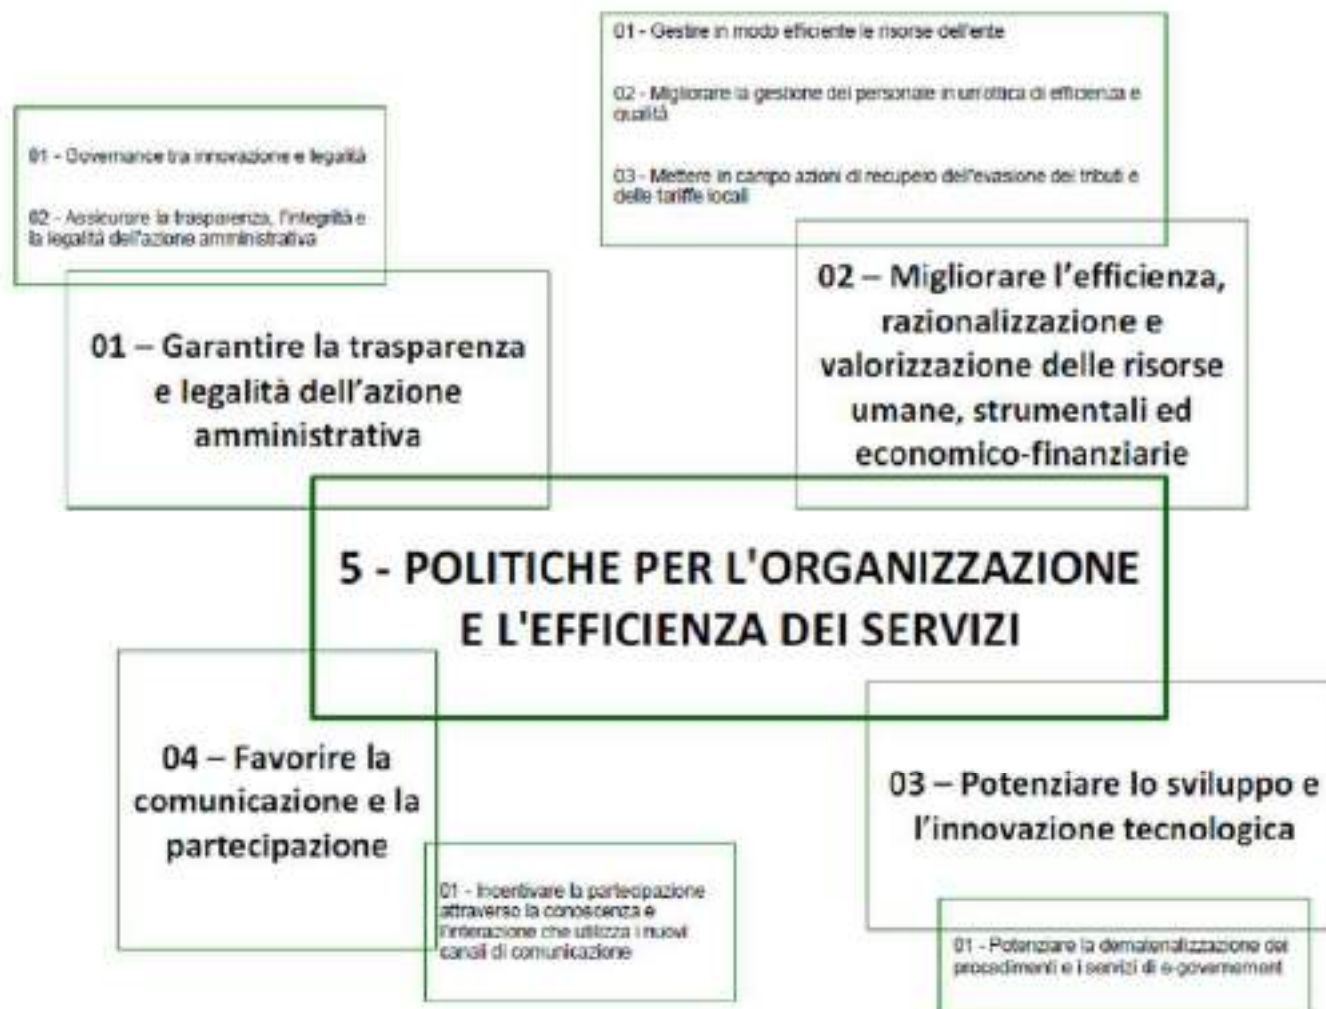 01 - Gestire in modo efficiente le risorse dell'ente
02 - Migliorare la gestione del personale in un'ottica di efficienza e
qualità
03 - Mettere in campo azioni di recupero dell'evasione dei tributi e
delle tariffe locali
01 - Governance tra innovazione e legalità
02 - Assicurare la trasparenza, l'integrità e
la legalità dell'azione amministrativa
01 – Garantire la trasparenza
e legalità dell'azione
amministrativa
02 – Migliorare l'efficienza,
razionalizzazione e
valorizzazione delle risorse
umane, strumentali ed
economico-finanziarie
5 - POLITICHE PER L'ORGANIZZAZIONE
E L'EFFICIENZA DEI SERVIZI
04 – Favorire la
comunicazione e la
partecipazione
03 – Potenziare lo sviluppo e
l'innovazione tecnologica
01 - Incentivare la partecipazione
attraverso la conoscenza e
l'interazione che utilizza i nuovi
canali di comunicazione
01 - Potenziare la dematerializzazione dei
procedimenti e i servizi di e-governement